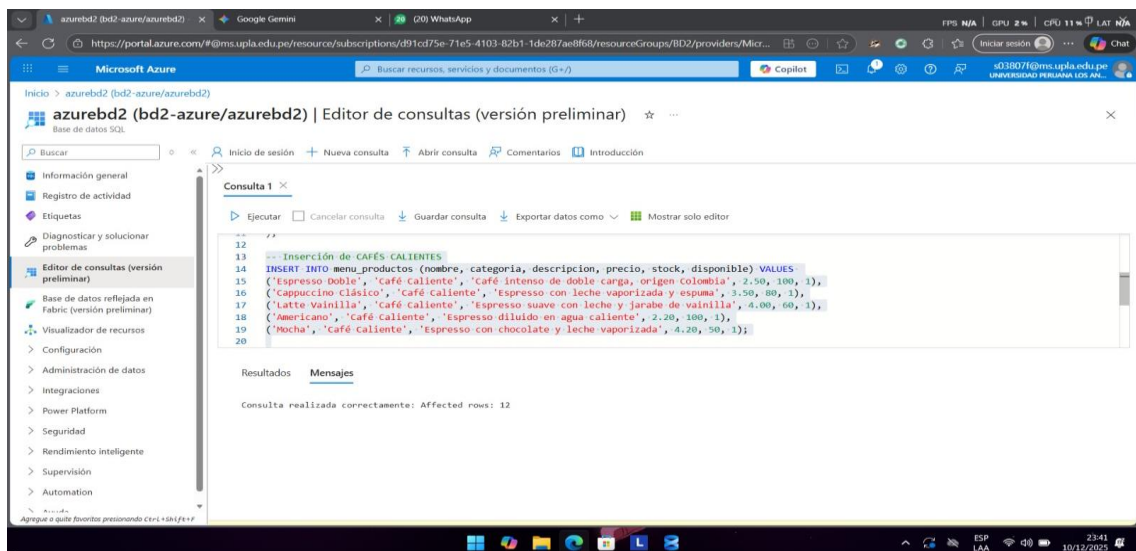 azurebd2 (bd2-azure/azurebd2)
Google Gemini
(20) WhatsApp
FPS N/A | GPU 2% | CPU 11% LAT N/A
https://portal.azure.com/#@ms.upla.edu.pe/resource/subscriptions/d91cd75e-71e5-4103-82b1-1de287ae8f68/resourceGroups/BD2/providers/Micr...
Iniciar sesión
Chat
Microsoft Azure
Buscar recursos, servicios y documentos (G+/)
Copilot
s03807f@ms.upla.edu.pe
UNIVERSIDAD PERUANA LOS AN...
Inicio > azurebd2 (bd2-azure/azurebd2)
azurebd2 (bd2-azure/azurebd2) | Editor de consultas (versión preliminar)
Base de datos SQL
Buscar
Inicio de sesión
Nueva consulta
Abrir consulta
Comentarios
Introducción
Información general
Registro de actividad
Etiquetas
Diagnosticar y solucionar
problemas
Editor de consultas (versión
preliminar)
Base de datos reflejada en
Fabric (versión preliminar)
Visualizador de recursos
Configuración
Administración de datos
Integraciones
Power Platform
Seguridad
Rendimiento inteligente
Supervisión
Automation
Agregue o quite favoritos presionando Ctrl+Shift+F
Consulta 1
Ejecutar
Cancelar consulta
Guardar consulta
Exportar datos como
Mostrar solo editor
12
13 -- Inserción de CAFÉS CALIENTES
14 INSERT INTO menu_productos (nombre, categoria, descripcion, precio, stock, disponible) VALUES
15 ('Espresso Doble', 'Café Caliente', 'Café intenso de doble carga, origen Colombia', 2.50, 100, 1),
16 ('Cappuccino Clásico', 'Café Caliente', 'Espresso con leche vaporizada y espuma', 3.50, 80, 1),
17 ('Latte Vainilla', 'Café Caliente', 'Espresso suave con leche y jarabe de vainilla', 4.00, 60, 1),
18 ('Americano', 'Café Caliente', 'Espresso diluido en agua caliente', 2.20, 100, 1),
19 ('Mocha', 'Café Caliente', 'Espresso con chocolate y leche vaporizada', 4.20, 50, 1);
20
Resultados
Mensajes
Consulta realizada correctamente: Affected rows: 12
ESP
LAA
23:41
10/12/2025